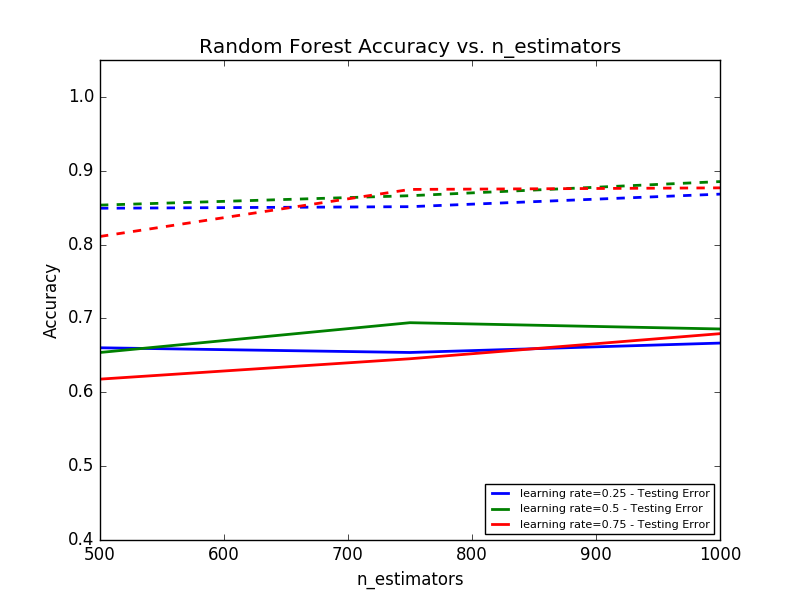 Random Forest Accuracy vs. n_estimators
1.0
0.9
0.8
0.7
0.6
0.5
0.4
Accuracy
learning rate=0.25 - Testing Error
learning rate=0.5 - Testing Error
learning rate=0.75 - Testing Error
500 600 700 800 900 1000
n_estimators